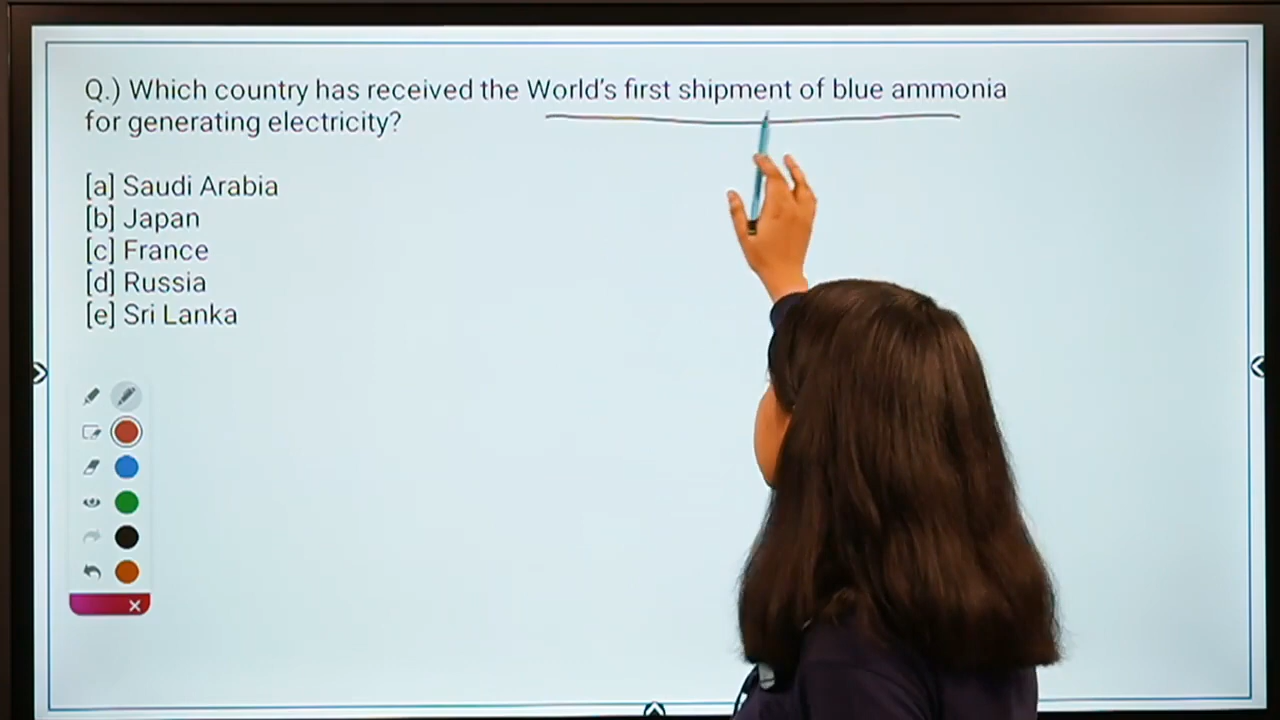 Q.) Which country has received the World's first shipment of blue ammonia
for generating electricity?
[a] Saudi Arabia
[b] Japan
[c] France
[d] Russia
[e] Sri Lanka